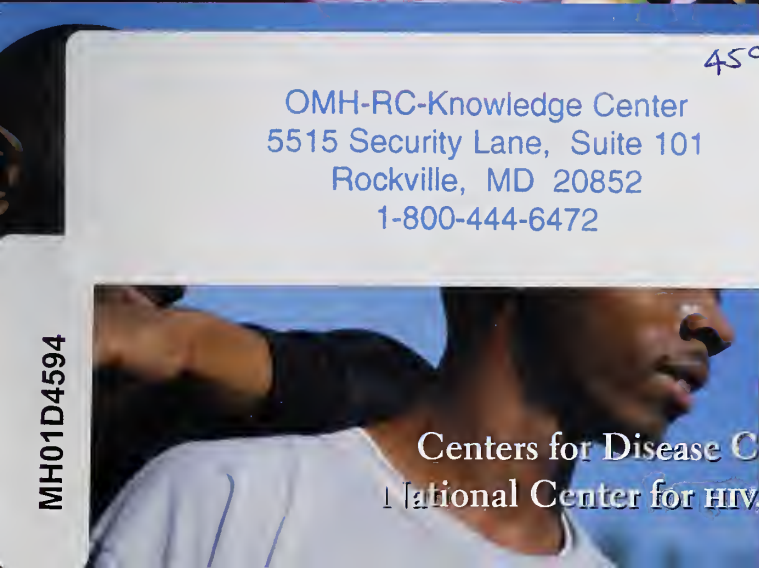 450
OMH-RC-Knowledge Center
5515 Security Lane, Suite 101
Rockville, MD 20852
1-800-444-6472
MH01D4594
Centers for Disease C
National Center for HIV